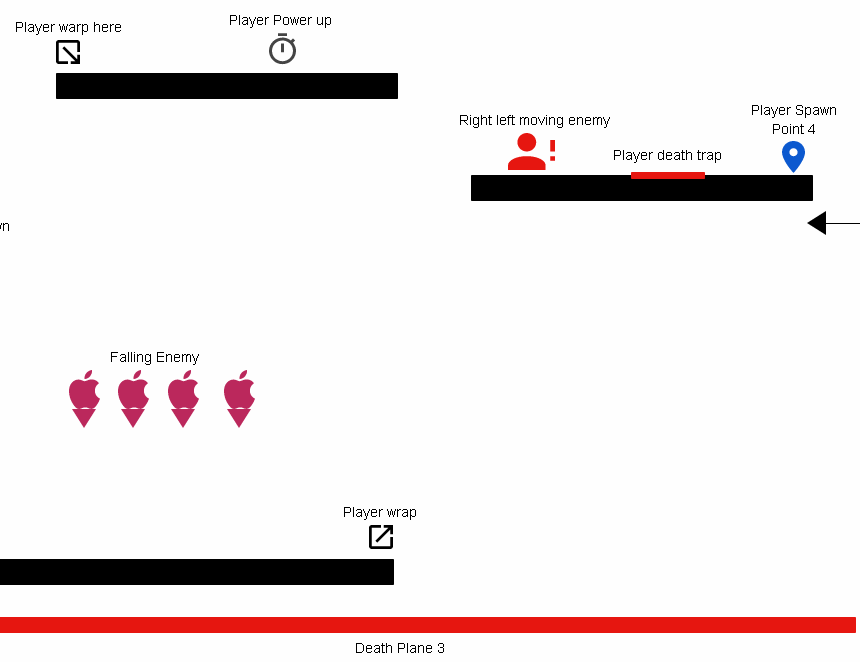 Player Power up
Player warp here
Player Spawn
Point 4
Right left moving enemy
Player death trap
Falling Enemy
Player wrap
Death Plane 3